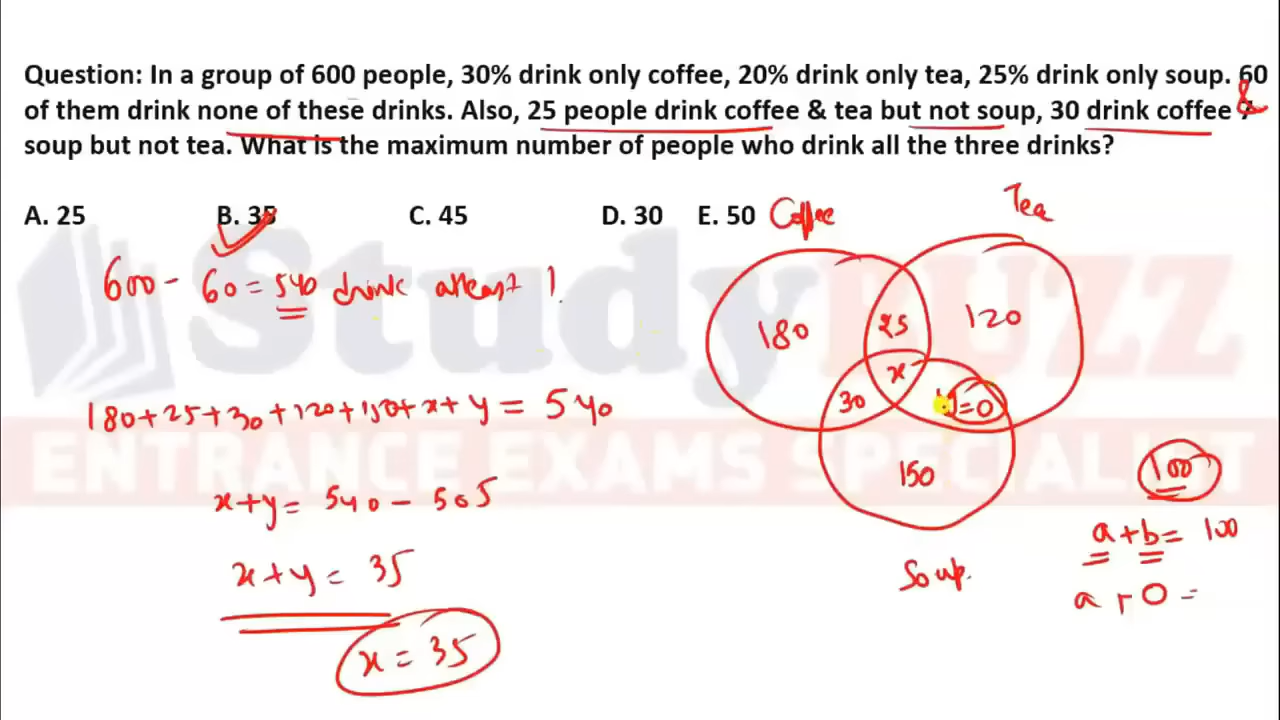 Question: In a group of 600 people, 30% drink only coffee, 20% drink only tea, 25% drink only soup. 60
of them drink none of these drinks. Also, 25 people drink coffee & tea but not soup, 30 drink coffee &
soup but not tea. What is the maximum number of people who drink all the three drinks?
A. 25 B. 35 C. 45 D. 30 E. 50
Coffee
Tea
600 - 60 = 540 drink atleast 1.
180 25 120
x
30 y=0
180+25+30+120+150+x+y = 540
150
x+y = 540 - 505
100
a + b = 100
x+y = 35
Soup.
a + 0 =
x = 35
StudyBUZZ
ENTRANCE EXAMS SPECIALIST